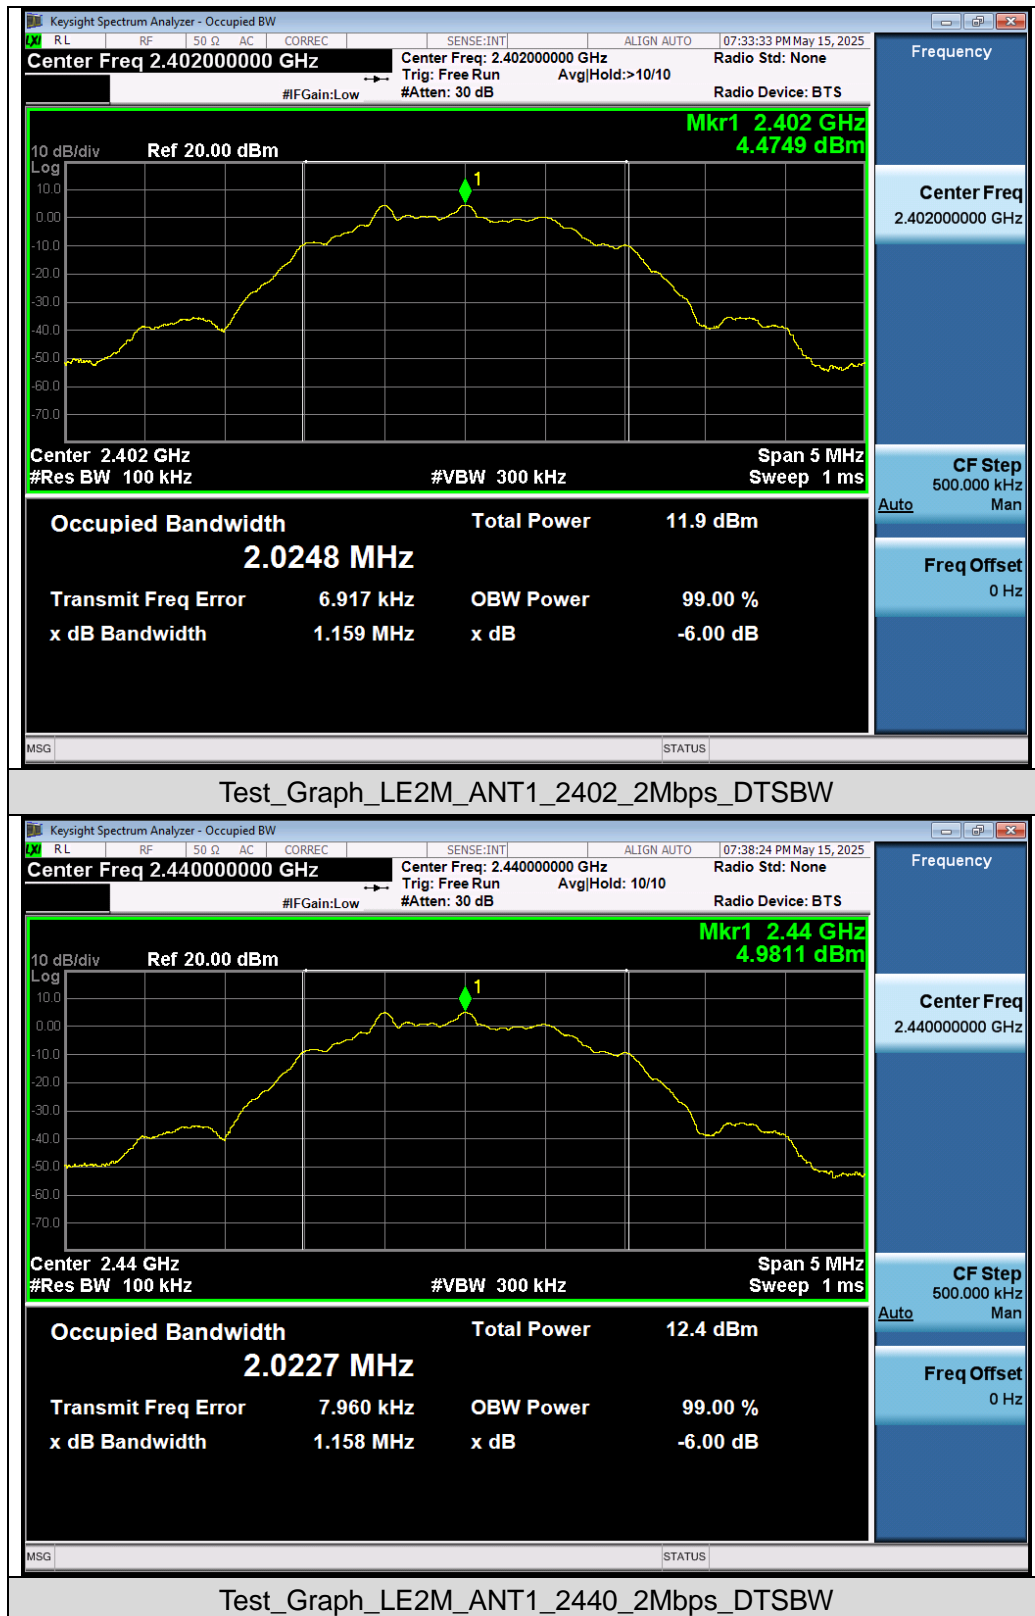 Keysight Spectrum Analyzer - Occupied BW
LXI RL RF 50 Ω AC CORREC SENSE:INT ALIGN AUTO 07:33:33 PM May 15, 2025
Center Freq 2.402000000 GHz
Center Freq: 2.402000000 GHz Radio Std: None
Trig: Free Run Avg|Hold:>10/10
#IFGain:Low #Atten: 30 dB Radio Device: BTS
Frequency
Mkr1 2.402 GHz
4.4749 dBm
10 dB/div Ref 20.00 dBm
Log
10.0
0.00
-10.0
-20.0
-30.0
-40.0
-50.0
-60.0
-70.0
1
Center Freq
2.402000000 GHz
Center 2.402 GHz Span 5 MHz
#Res BW 100 kHz #VBW 300 kHz Sweep 1 ms
CF Step
500.000 kHz
Auto Man
Freq Offset
0 Hz
Occupied Bandwidth Total Power 11.9 dBm
2.0248 MHz
Transmit Freq Error 6.917 kHz OBW Power 99.00 %
x dB Bandwidth 1.159 MHz x dB -6.00 dB
MSG STATUS
Test_Graph_LE2M_ANT1_2402_2Mbps_DTSBW
Keysight Spectrum Analyzer - Occupied BW
LXI RL RF 50 Ω AC CORREC SENSE:INT ALIGN AUTO 07:38:24 PM May 15, 2025
Center Freq 2.440000000 GHz
Center Freq: 2.440000000 GHz Radio Std: None
Trig: Free Run Avg|Hold: 10/10
#IFGain:Low #Atten: 30 dB Radio Device: BTS
Frequency
Mkr1 2.44 GHz
4.9811 dBm
10 dB/div Ref 20.00 dBm
Log
10.0
0.00
-10.0
-20.0
-30.0
-40.0
-50.0
-60.0
-70.0
1
Center Freq
2.440000000 GHz
Center 2.44 GHz Span 5 MHz
#Res BW 100 kHz #VBW 300 kHz Sweep 1 ms
CF Step
500.000 kHz
Auto Man
Freq Offset
0 Hz
Occupied Bandwidth Total Power 12.4 dBm
2.0227 MHz
Transmit Freq Error 7.960 kHz OBW Power 99.00 %
x dB Bandwidth 1.158 MHz x dB -6.00 dB
MSG STATUS
Test_Graph_LE2M_ANT1_2440_2Mbps_DTSBW